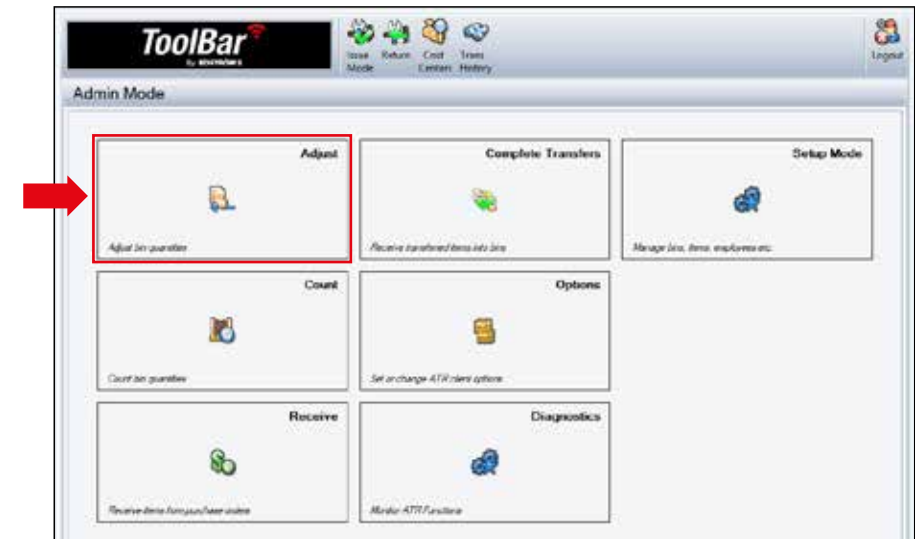 ToolBar
by
Issue Mode
Return
Cost Centers
Trans History
Logout
Admin Mode
Adjust
Adjust bin quantities
Complete Transfers
Receive transferred items into bins
Setup Mode
Manage bins, items, employees etc.
Count
Count bin quantities
Options
Set or change ATR client options
Receive
Receive items from purchase orders
Diagnostics
Monitor ATR Functions